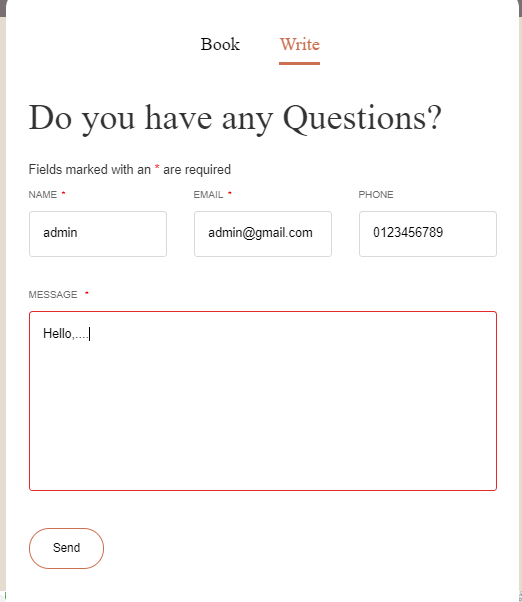 Book Write
Do you have any Questions?
Fields marked with an * are required
NAME * EMAIL * PHONE
admin admin@gmail.com 0123456789
MESSAGE *
Hello,....
Send